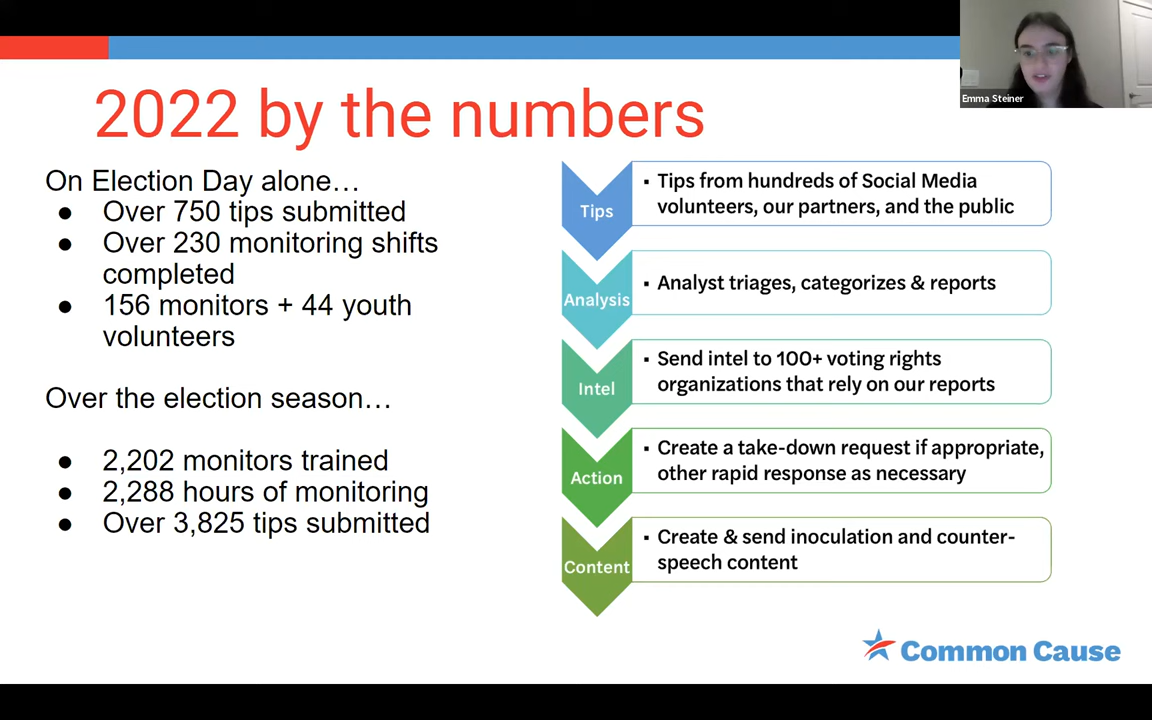 Emma Steiner
2022 by the numbers
On Election Day alone…
● Over 750 tips submitted
● Over 230 monitoring shifts
completed
● 156 monitors + 44 youth
volunteers
Over the election season…
● 2,202 monitors trained
● 2,288 hours of monitoring
● Over 3,825 tips submitted
Tips
▪ Tips from hundreds of Social Media
volunteers, our partners, and the public
Analysis
▪ Analyst triages, categorizes & reports
Intel
▪ Send intel to 100+ voting rights
organizations that rely on our reports
Action
▪ Create a take-down request if appropriate,
other rapid response as necessary
Content
▪ Create & send inoculation and counter-
speech content
Common Cause